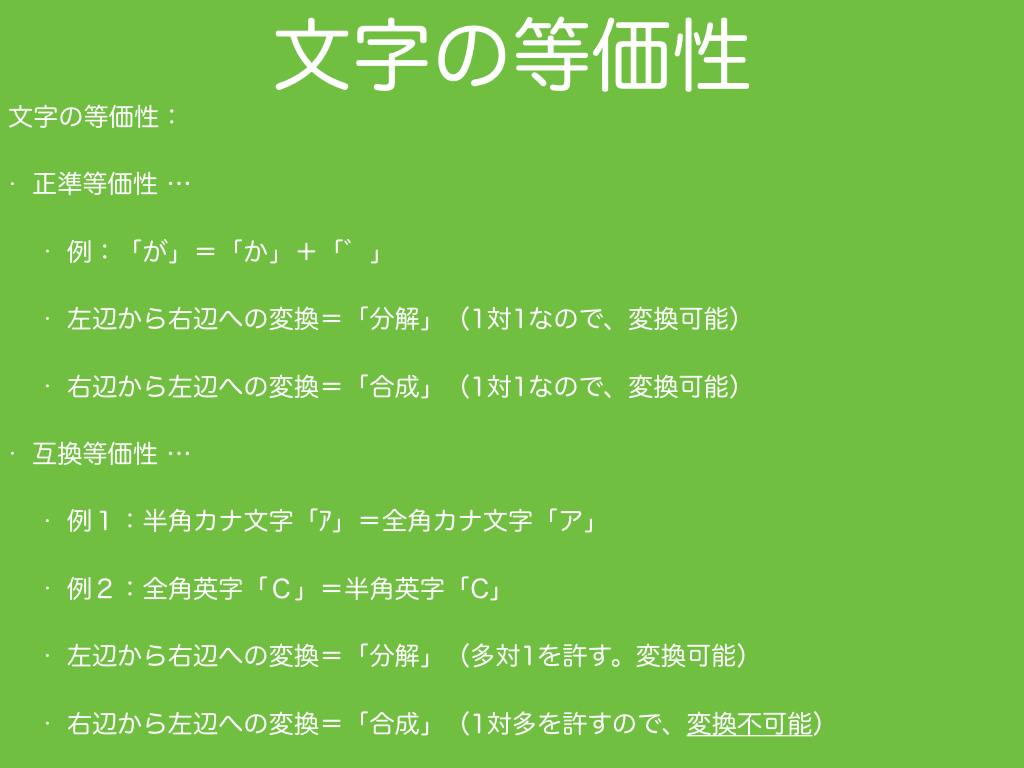 文字の等価性
文字の等価性：
・ 正準等価性 …
・ 例：「が」＝「か」＋「゛」
・ 左辺から右辺への変換＝「分解」（1対1なので、変換可能）
・ 右辺から左辺への変換＝「合成」（1対1なので、変換可能）
・ 互換等価性 …
・ 例１：半角カナ文字「ｱ」＝全角カナ文字「ア」
・ 例２：全角英字「Ｃ」＝半角英字「C」
・ 左辺から右辺への変換＝「分解」（多対1を許す。変換可能）
・ 右辺から左辺への変換＝「合成」（1対多を許すので、変換不可能）